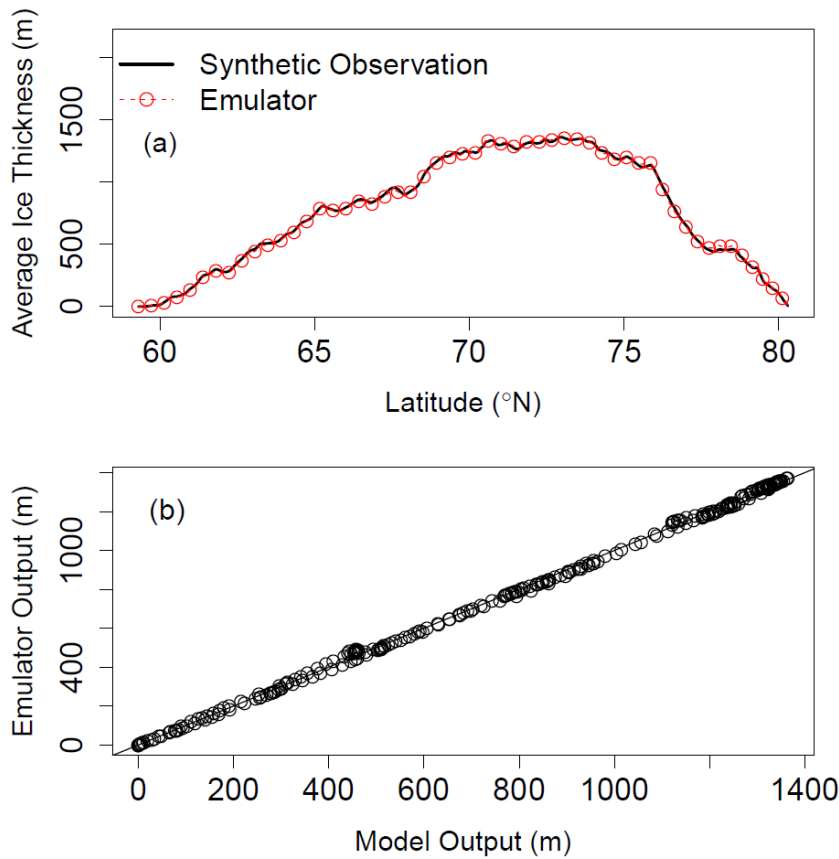 Average Ice Thickness (m)
1500
500
0
Synthetic Observation
Emulator
(a)
60 65 70 75 80
Latitude (°N)
Emulator Output (m)
1000
400
0
(b)
0 200 400 600 800 1000 1400
Model Output (m)